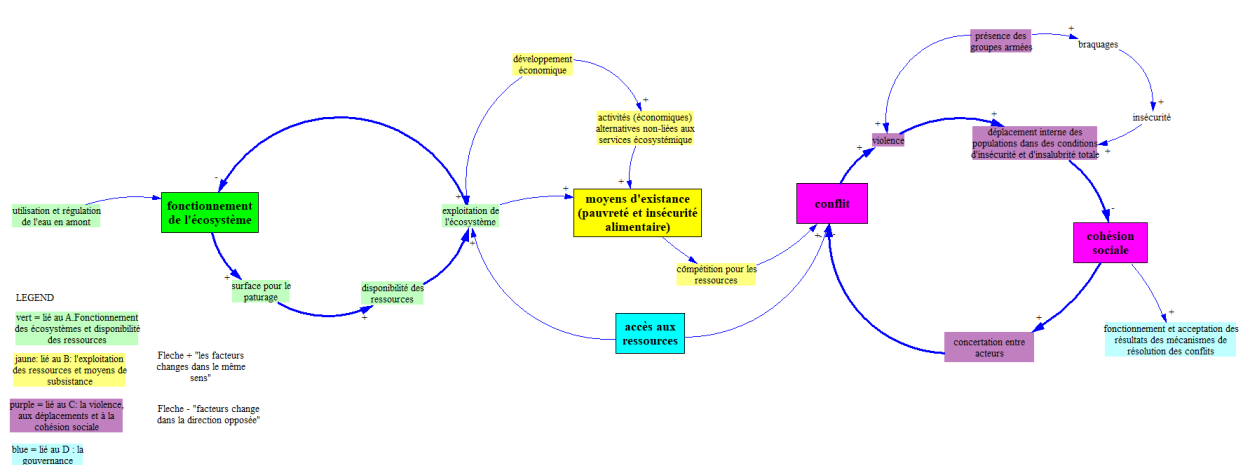 développement
économique
activités (économiques)
alternatives non-liées aux
services écosystémique
présence des
groupes armées
braquages
insécurité
violence
déplacement interne des
populations dans des conditions
d'insécurité et d'insalubrité totale
utilisation et régulation
de l'eau en amont
fonctionnement
de l'écosystème
exploitation de
l'écosystème
moyens d'existance
(pauvreté et insécurité
alimentaire)
conflit
cohésion
sociale
surface pour le
paturage
disponibilité des
ressources
compétition pour les
ressources
accès aux
ressources
concertation entre
acteurs
fonctionnement et acceptation des
résultats des mécanismes de
résolution des conflits
LEGEND
vert = lié au A.Fonctionement
des écosystèmes et disponibilité
des ressources
jaune: lié au B: l'exploitation
des ressources et moyens de
subsistance
purple = lié au C: la violence,
aux déplacements et à la
cohésion sociale
blue = lié au D : la
gouvernance
Fleche + "les facteurs
changes dans le même
sens"
Fleche - "facteurs change
dans la direction opposée"